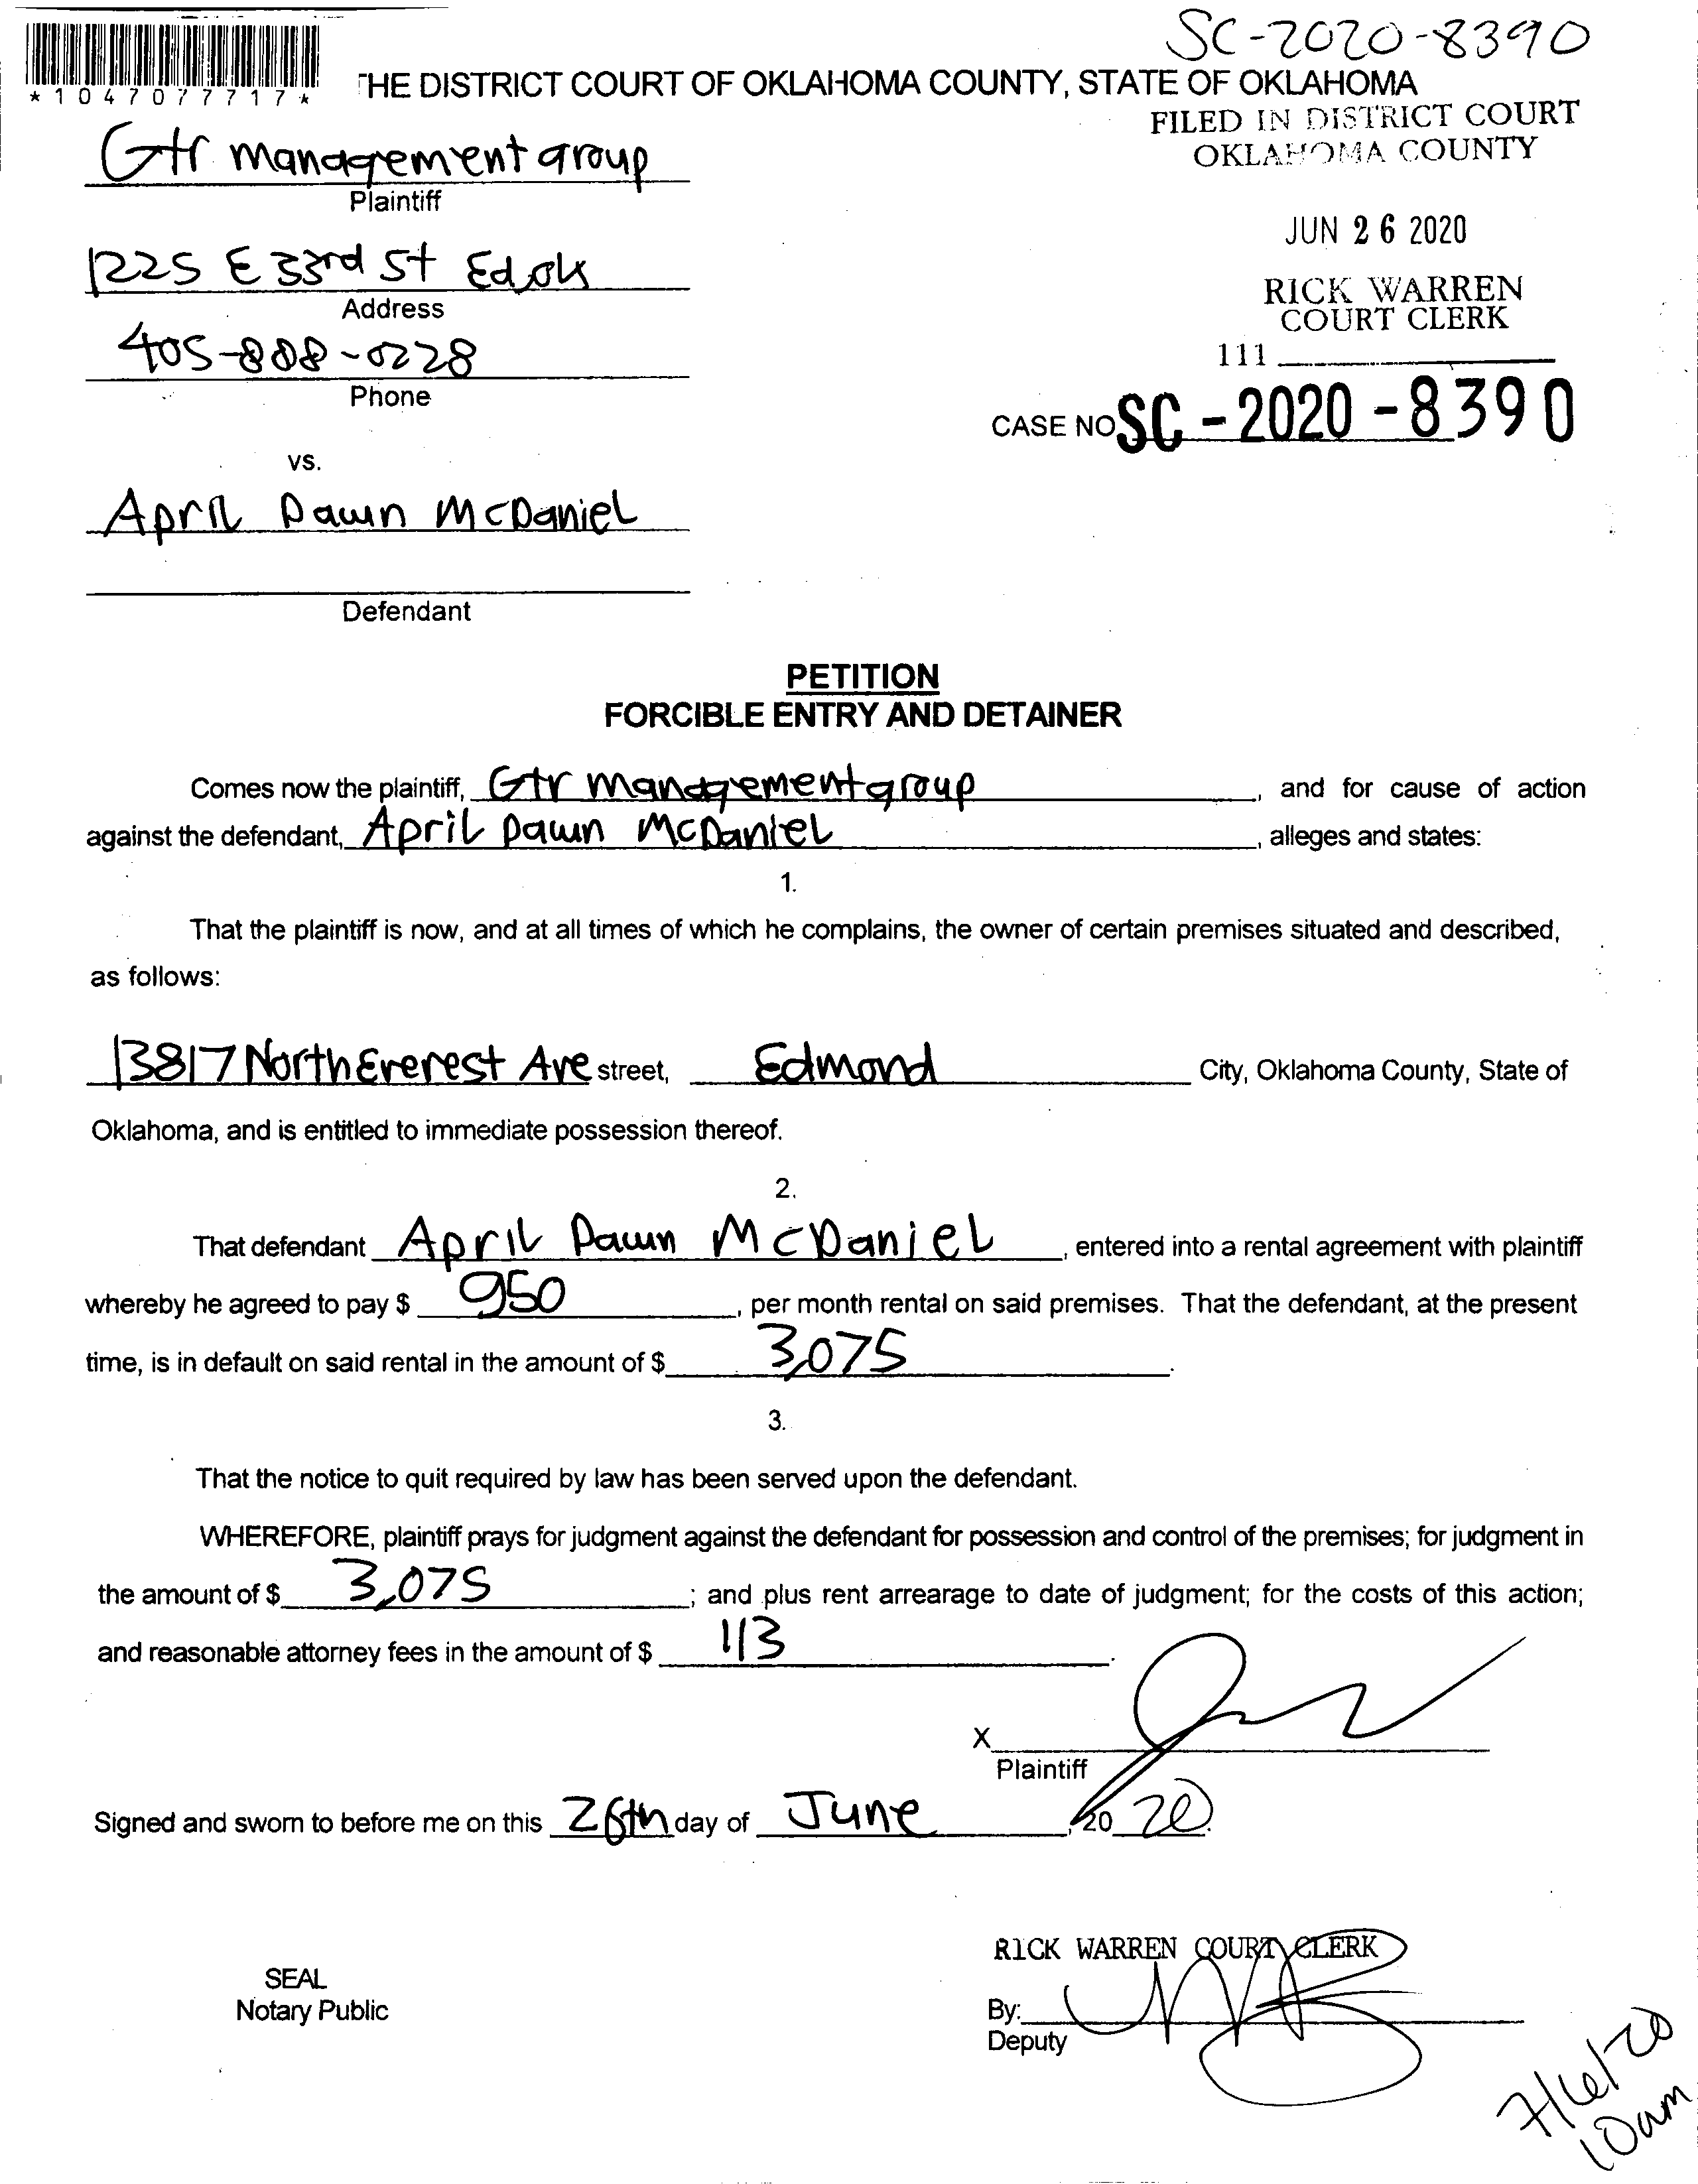 SC-2020-8390
*1047077717*
THE DISTRICT COURT OF OKLAHOMA COUNTY, STATE OF OKLAHOMA
FILED IN DISTRICT COURT
OKLAHOMA COUNTY
Gtr management group
Plaintiff
JUN 26 2020
1225 E 33rd St Ed ok
Address
RICK WARREN
COURT CLERK
405-808-0228
Phone
111
CASE NO SC-2020-8390
vs.
April Dawn McDaniel
Defendant
PETITION
FORCIBLE ENTRY AND DETAINER
Comes now the plaintiff, Gtr management group, and for cause of action
against the defendant, April Dawn McDaniel, alleges and states:
1.
That the plaintiff is now, and at all times of which he complains, the owner of certain premises situated and described,
as follows:
13817 North Everest Ave street, Edmond City, Oklahoma County, State of
Oklahoma, and is entitled to immediate possession thereof.
2.
That defendant April Dawn McDaniel, entered into a rental agreement with plaintiff
whereby he agreed to pay $ 950, per month rental on said premises. That the defendant, at the present
time, is in default on said rental in the amount of $ 3,075.
3.
That the notice to quit required by law has been served upon the defendant.
WHEREFORE, plaintiff prays for judgment against the defendant for possession and control of the premises; for judgment in
the amount of $ 3,075; and plus rent arrearage to date of judgment; for the costs of this action;
and reasonable attorney fees in the amount of $ 113.
X
Plaintiff
Signed and sworn to before me on this 26th day of June, 20 20.
RICK WARREN COURT CLERK
SEAL
Notary Public
By:
Deputy
7/6/20
10am